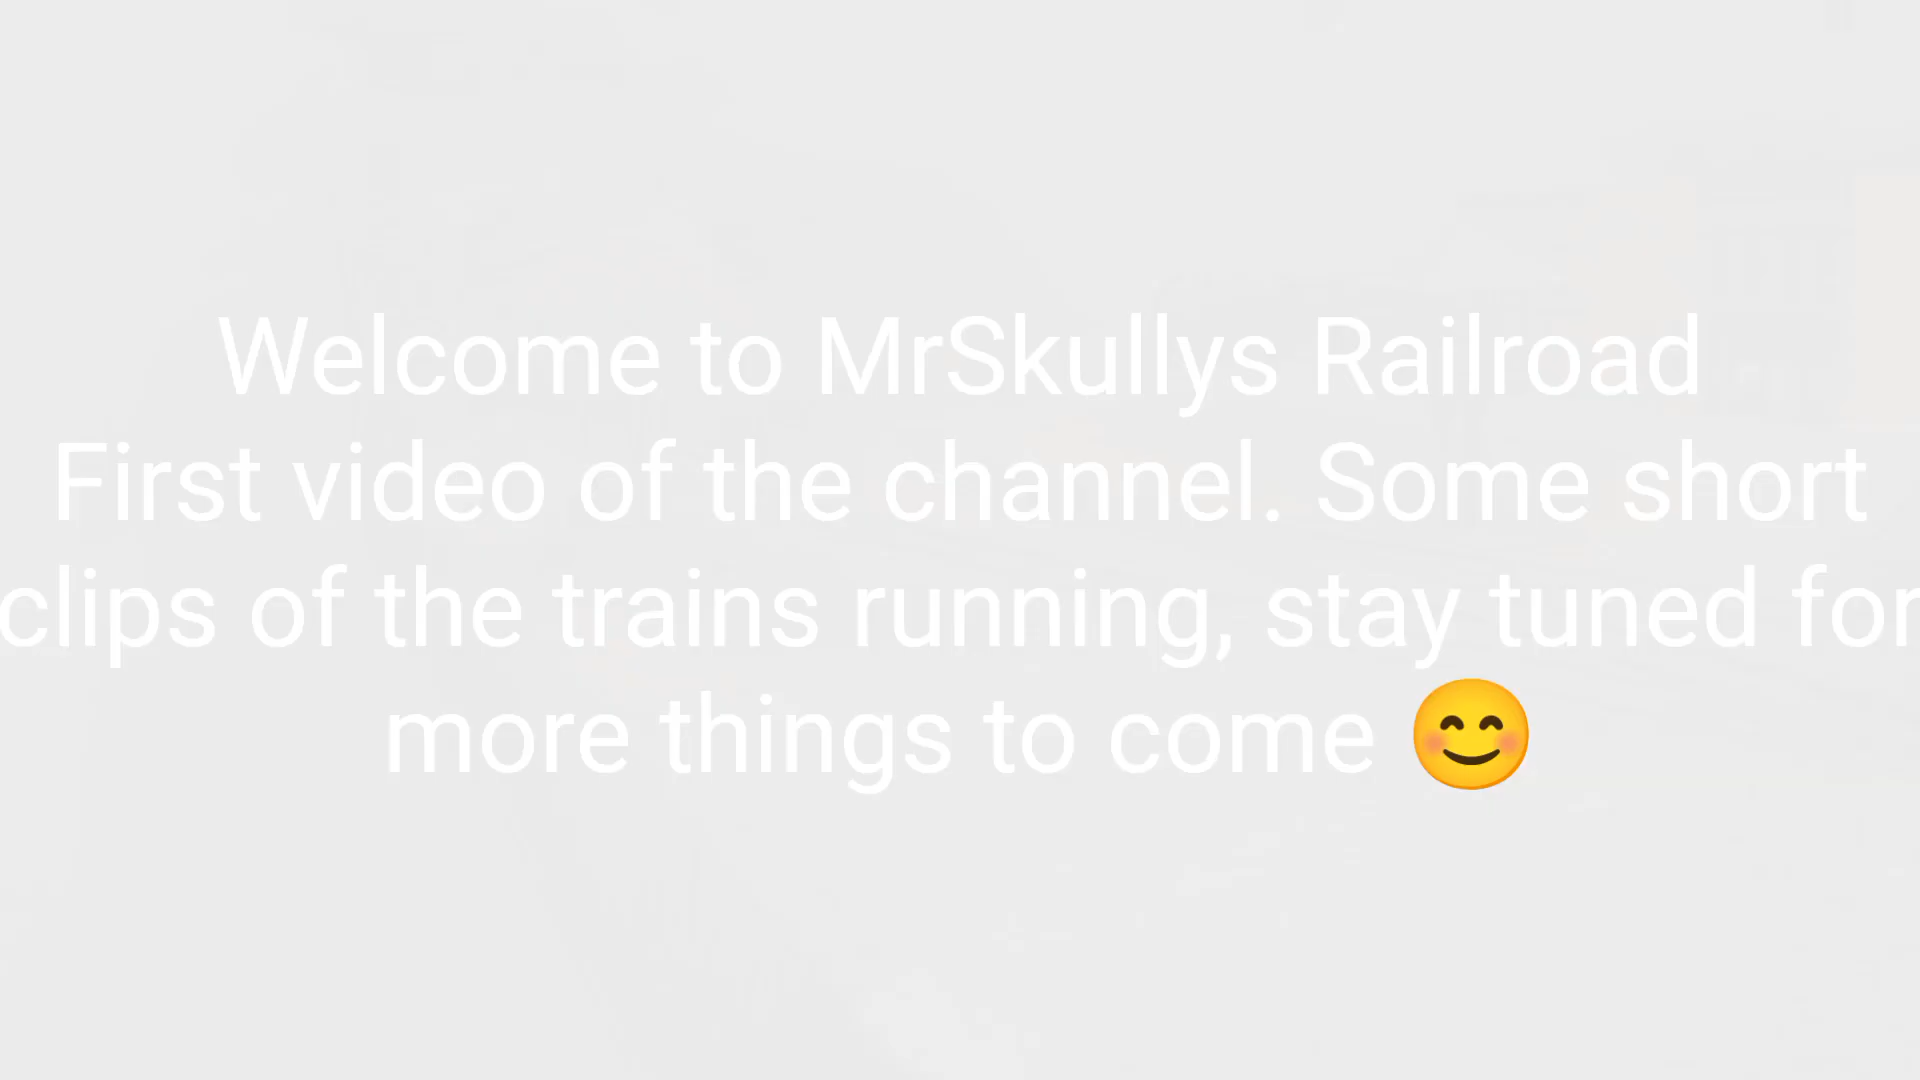 Welcome to MrSkullys Railroad
First video of the channel. Some short
clips of the trains running, stay tuned for
more things to come 😊